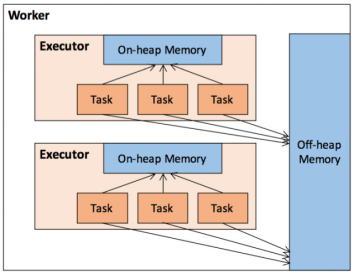 Worker
Executor
On-heap Memory
Task
Task
Task
Executor
On-heap Memory
Task
Task
Task
Off-heap
Memory